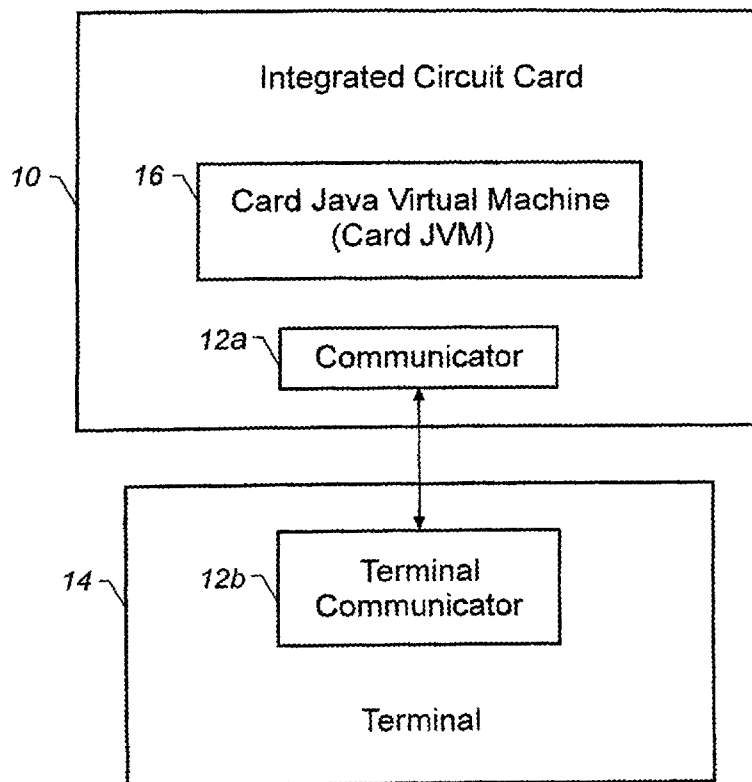 Integrated Circuit Card
10
16
Card Java Virtual Machine
(Card JVM)
12a
Communicator
14
12b
Terminal
Communicator
Terminal